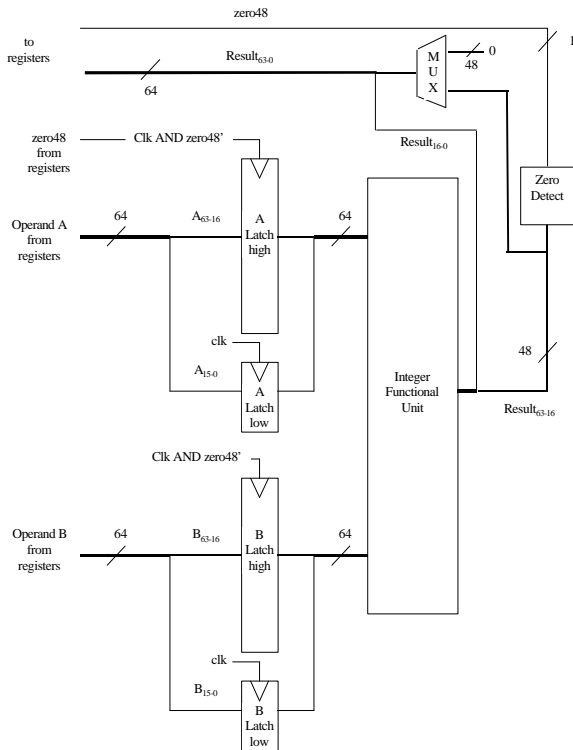 zero48
to
registers
Result63-0
64
M
U
X
0
48
zero48
from
registers
Clk AND zero48’
Result16-0
Zero
Detect
Operand A
from
registers
64
A63-16
A
Latch
high
64
clk
A15-0
A
Latch
low
Integer
Functional
Unit
48
Result63-16
Clk AND zero48’
Operand B
from
registers
64
B63-16
B
Latch
high
64
clk
B15-0
B
Latch
low